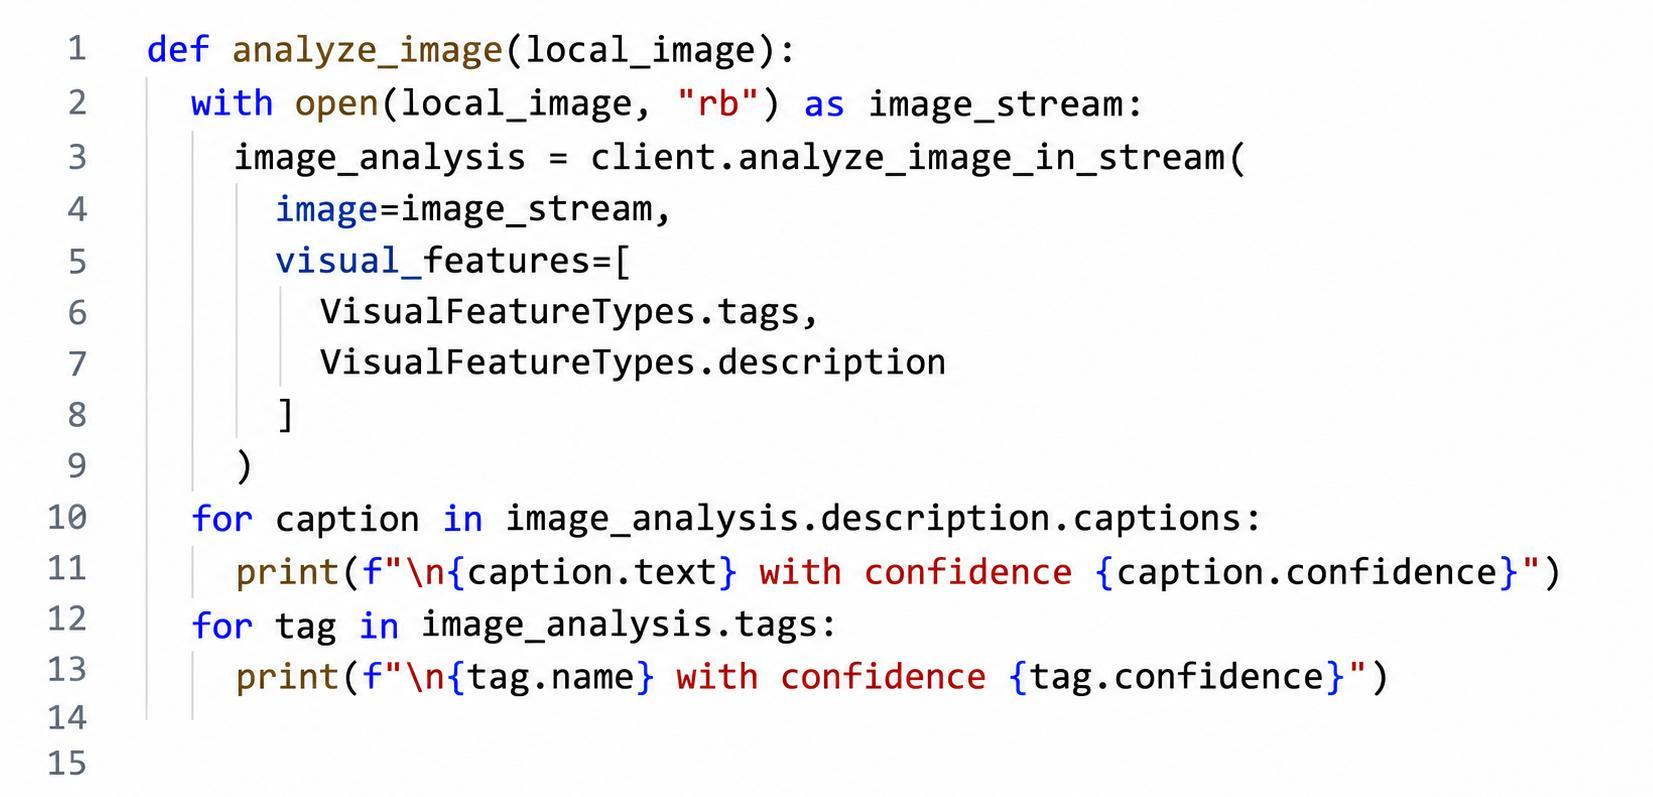 1 def analyze_image(local_image):
2 with open(local_image, "rb") as image_stream:
3 image_analysis = client.analyze_image_in_stream(
4 image=image_stream,
5 visual_features=[
6 VisualFeatureTypes.tags,
7 VisualFeatureTypes.description
8 ]
9 )
10 for caption in image_analysis.description.captions:
11 print(f"\n{caption.text} with confidence {caption.confidence}")
12 for tag in image_analysis.tags:
13 print(f"\n{tag.name} with confidence {tag.confidence}")
14
15